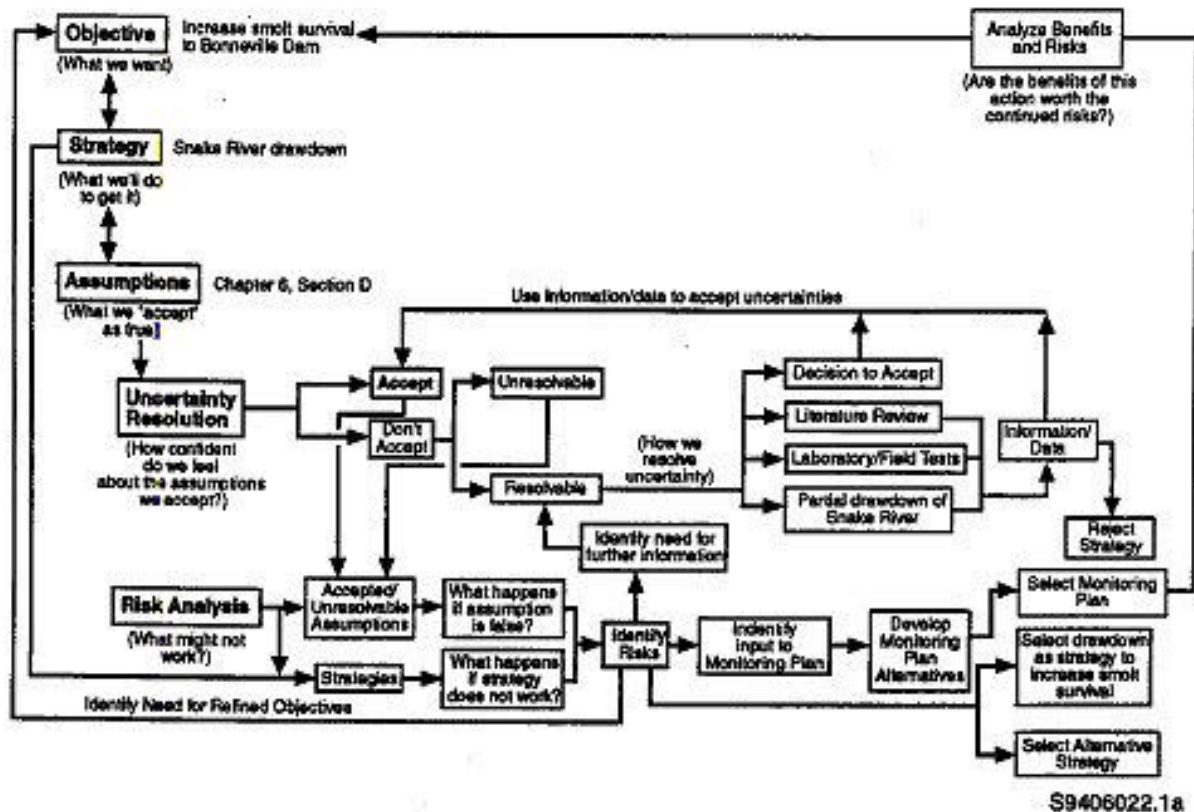 Objective
(What we want)
Increase smolt survival
to Bonneville Dam
Analyze Benefits
and Risks
(Are the benefits of this
action worth the
continued risks?)
Strategy
Snake River drawdown
(What we'll do
to get it)
Assumptions
Chapter 6, Section D
(What we "accept"
as true)
Use information/data to accept uncertainties
Uncertainty
Resolution
(How confident
do we feel
about the assumptions
we accept?)
Accept
Don't
Accept
Unresolvable
Resolvable
(How we
resolve
uncertainty)
Decision to Accept
Literature Review
Laboratory/Field Tests
Partial drawdown of
Snake River
Information/
Data
Reject
Strategy
Identify need for
further information
Risk Analysis
(What might not
work?)
Accepted/
Unresolvable
Assumptions
What happens
if assumption
is false?
Strategies
What happens
if strategy
does not work?
Identify
Risks
Indentify
Input to
Monitoring Plan
Develop
Monitoring
Plan
Alternatives
Select Monitoring
Plan
Select drawdown
as strategy to
increase smolt
survival
Select Alternative
Strategy
Identify Need for Refined Objectives
S9406022.1a